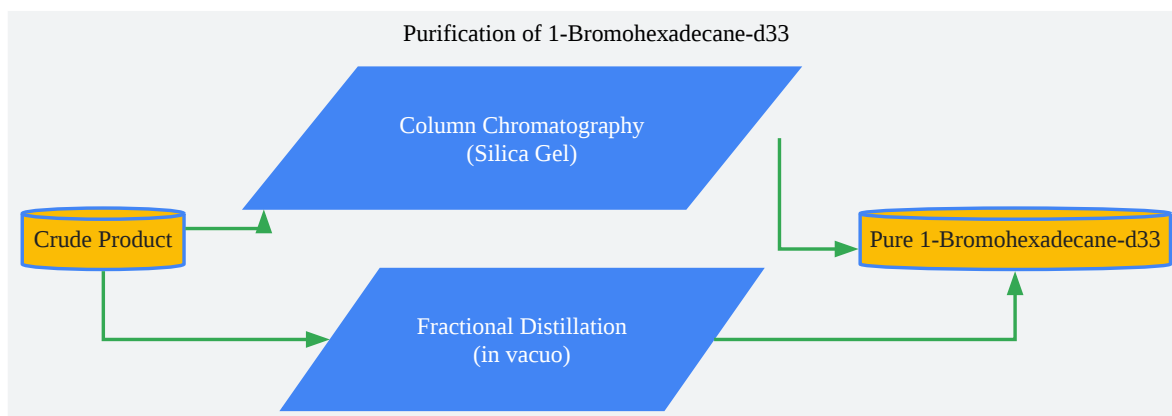 Purification of 1-Bromohexadecane-d33
Column Chromatography
(Silica Gel)
Crude Product
Pure 1-Bromohexadecane-d33
Fractional Distillation
(in vacuo)